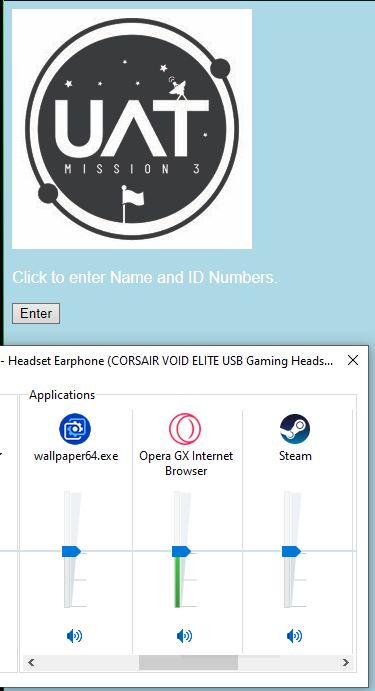 UAT
MISSION 3
Click to enter Name and ID Numbers.
Enter
- Headset Earphone (CORSAIR VOID ELITE USB Gaming Heads...
Applications
wallpaper64.exe
Opera GX Internet
Browser
Steam